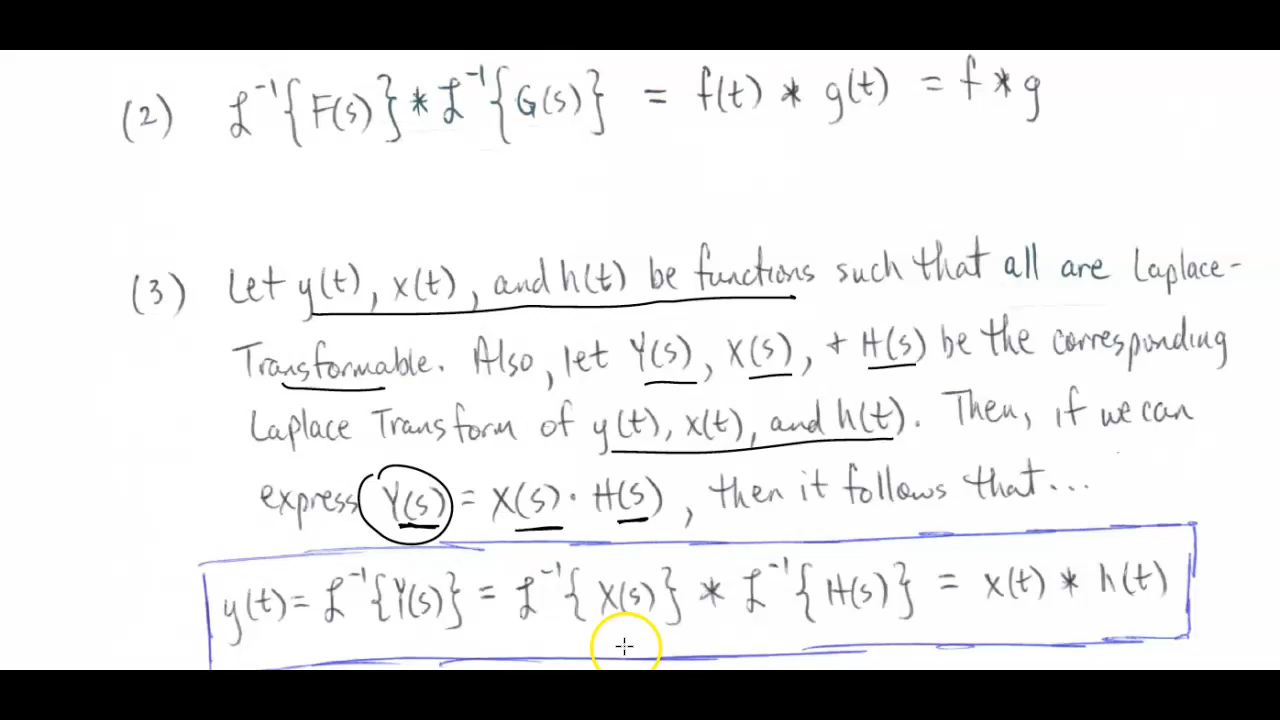 (2) ℒ⁻¹{F(s)} * ℒ⁻¹{G(s)} = f(t) * g(t) = f * g
(3) Let y(t), x(t), and h(t) be functions such that all are Laplace-
Transformable. Also, let Y(s), X(s), + H(s) be the corresponding
Laplace Transform of y(t), x(t), and h(t). Then, if we can
express Y(s) = X(s) · H(s), then it follows that...
y(t) = ℒ⁻¹{Y(s)} = ℒ⁻¹{X(s)} * ℒ⁻¹{H(s)} = x(t) * h(t)